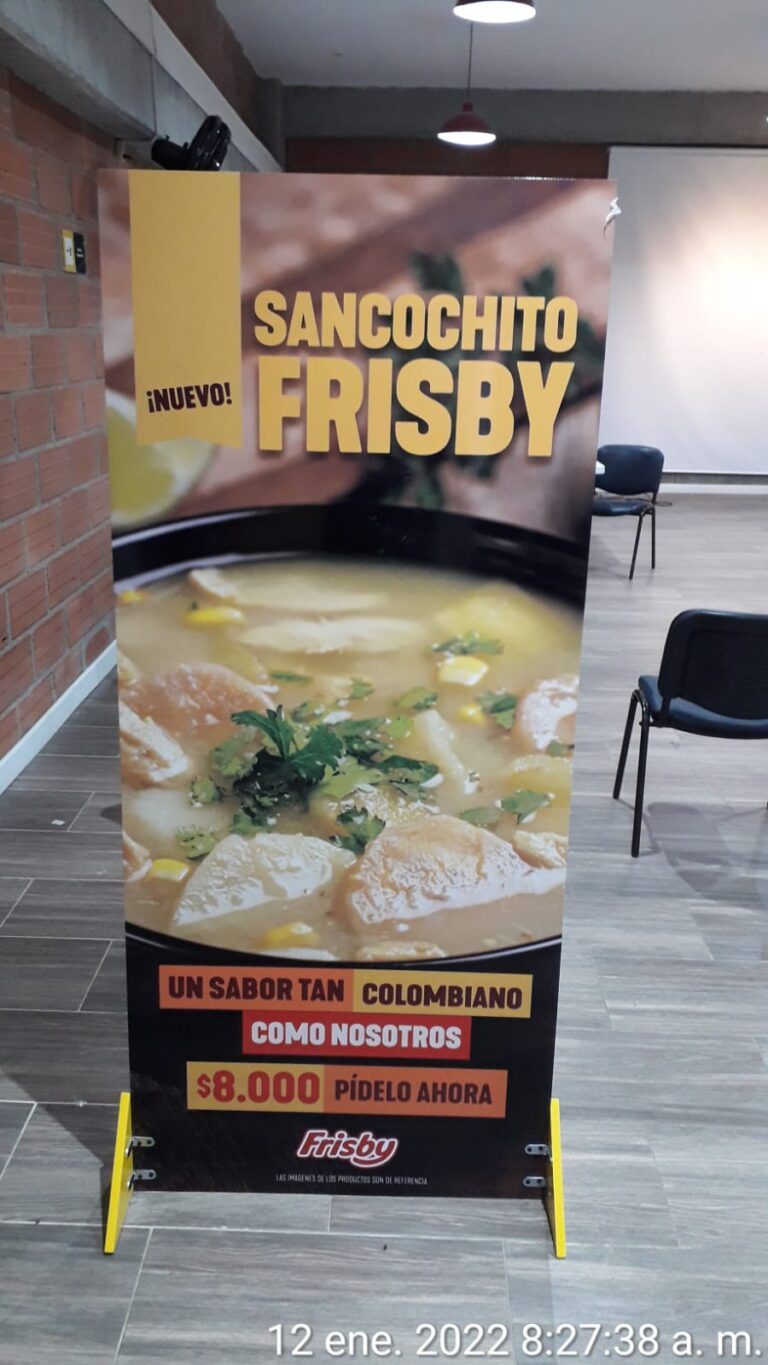 SANCOCHITO
FRISBY
¡NUEVO!
UN SABOR TAN COLOMBIANO
COMO NOSOTROS
$8.000 PÍDELO AHORA
Frisby
LAS IMÁGENES DE LOS PRODUCTOS SON DE REFERENCIA
12 ene. 2022 8:27:38 a. m.